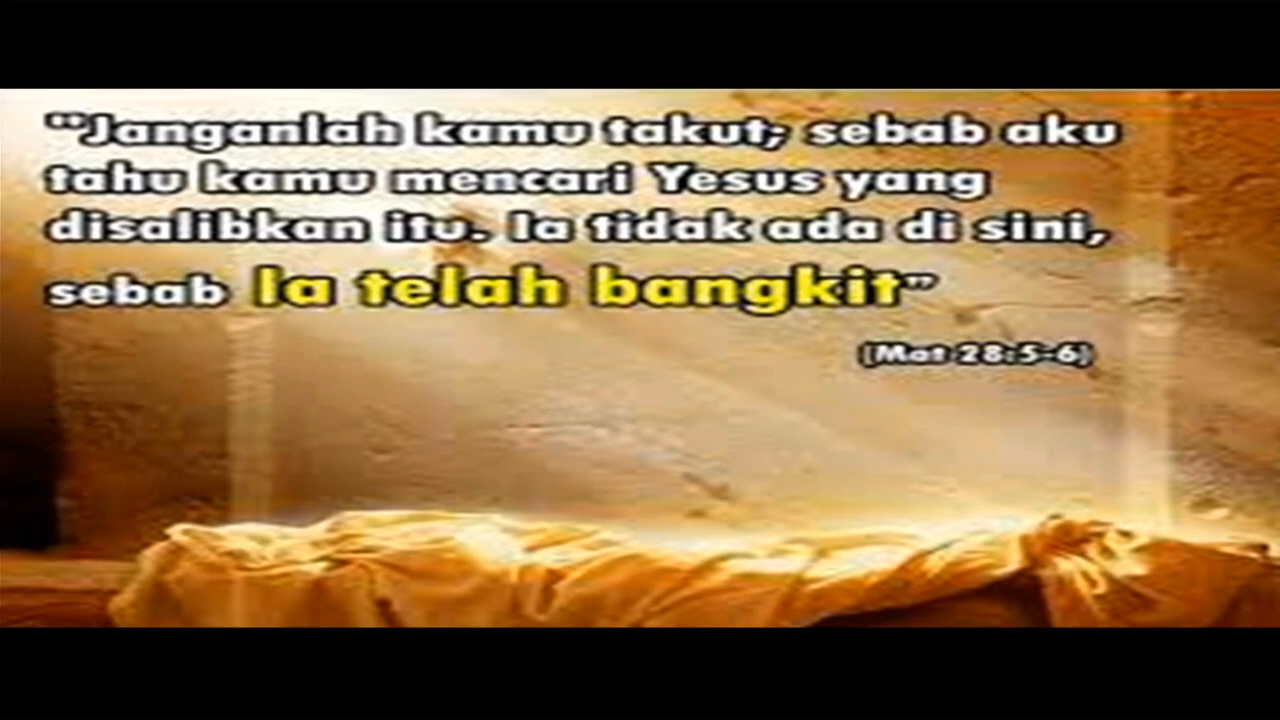 "Janganlah kamu takut; sebab aku
tahu kamu mencari Yesus yang
disalibkan itu. Ia tidak ada di sini,
sebab Ia telah bangkit"
(Mat 28:5-6)